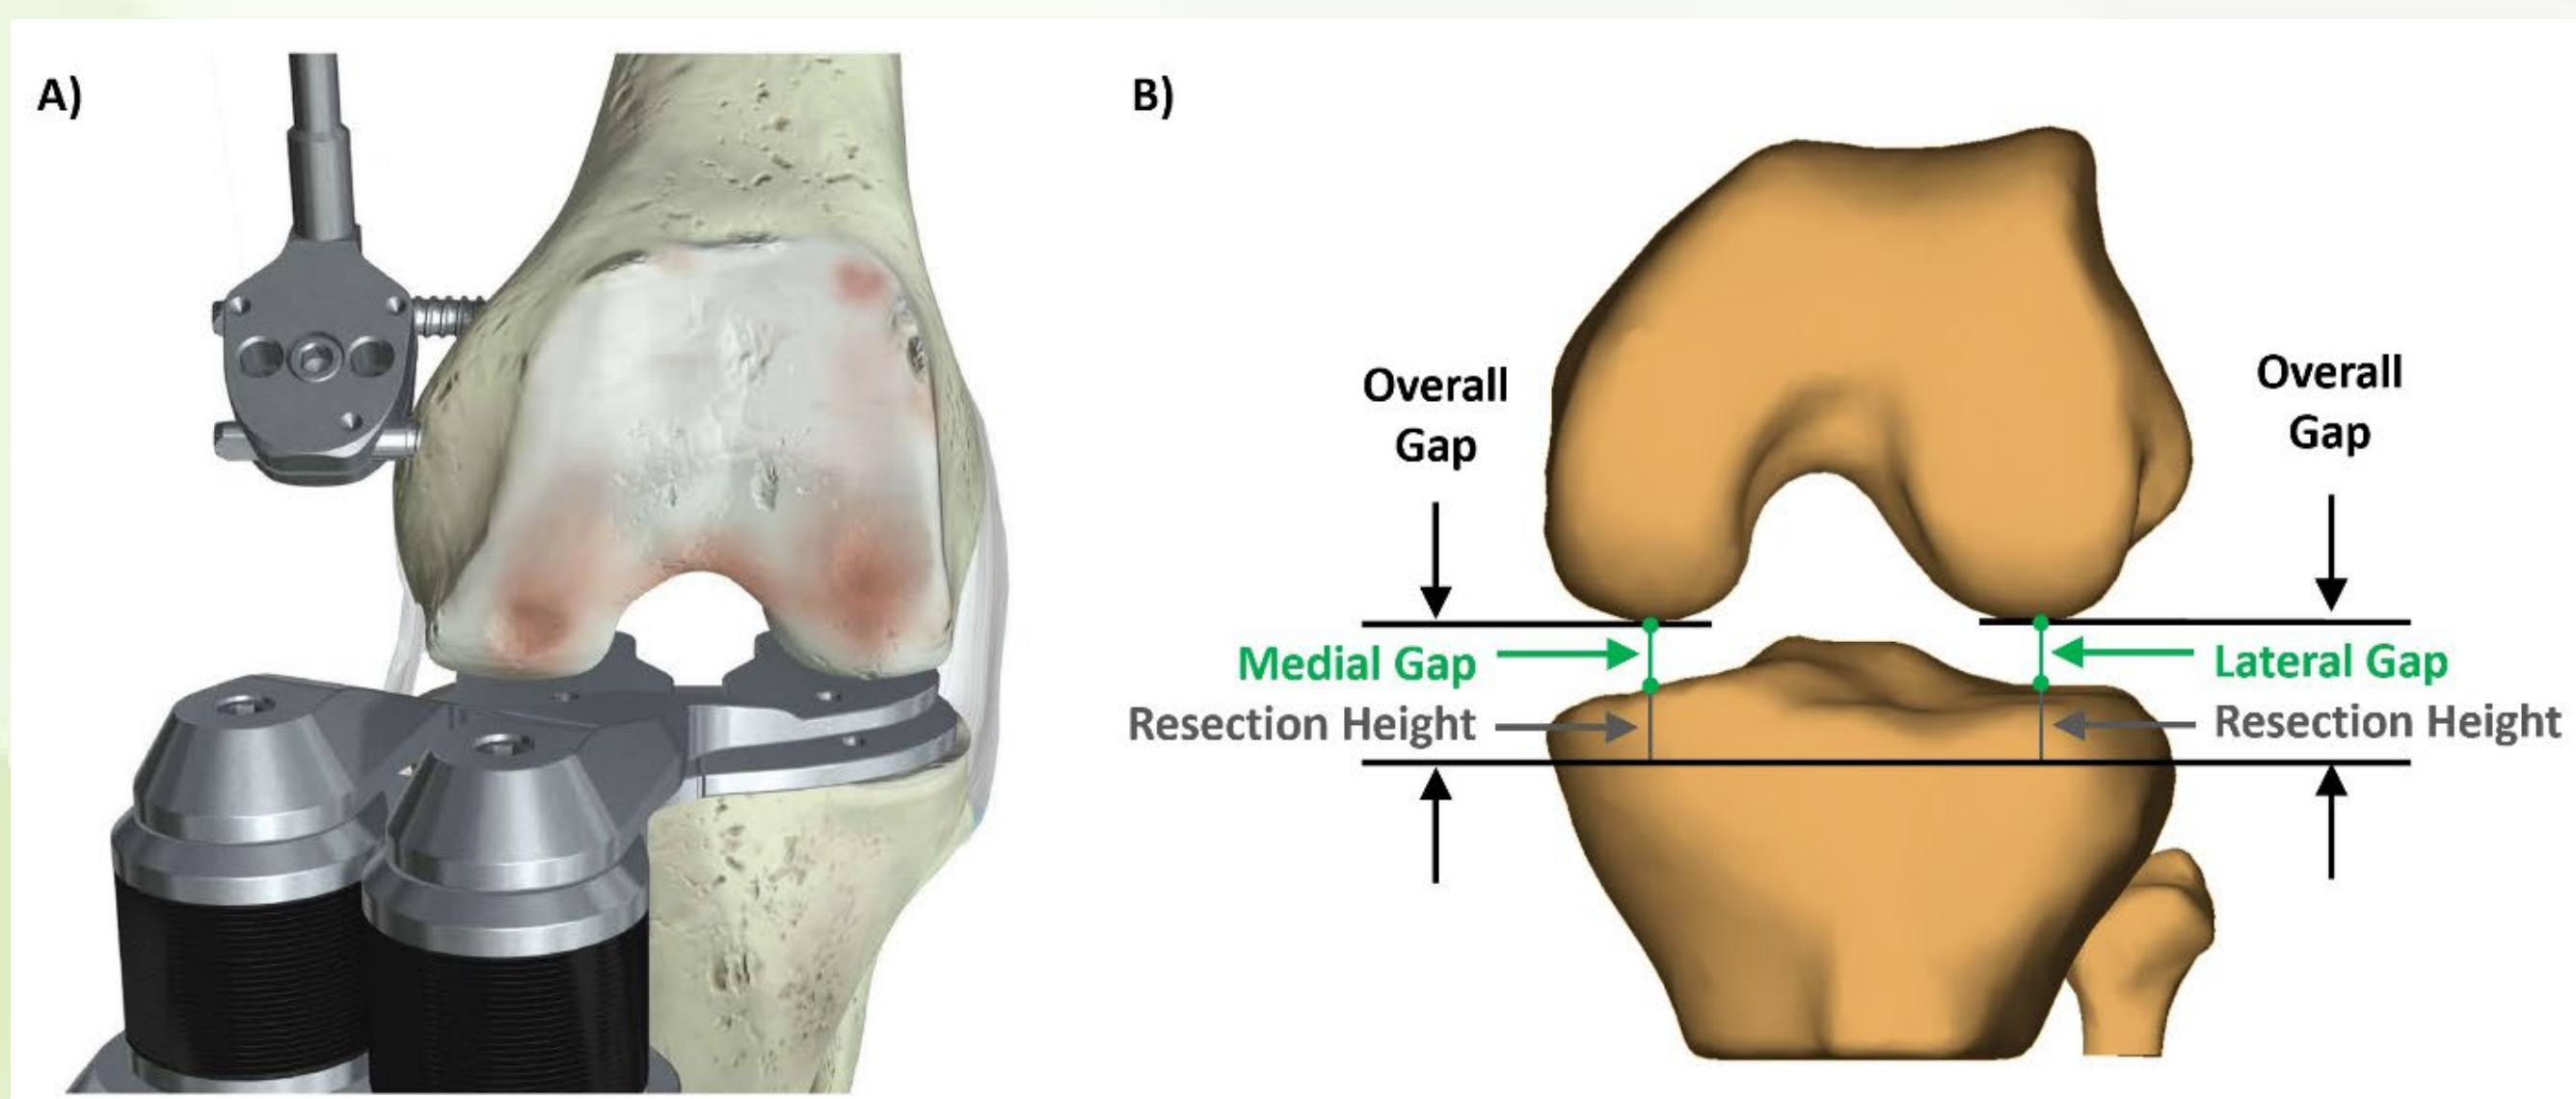 A)
B)
Overall
Gap
Overall
Gap
Medial Gap
Resection Height
Lateral Gap
Resection Height